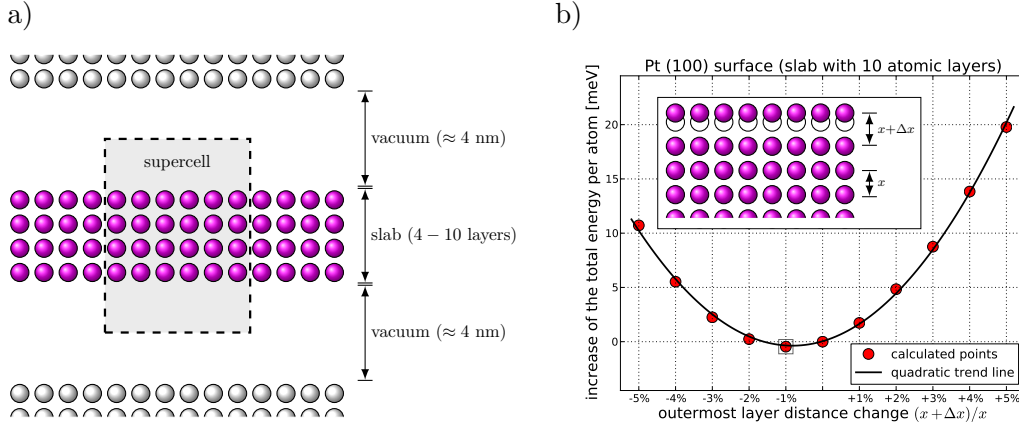 a)
vacuum (≈ 4 nm)
supercell
slab (4 − 10 layers)
vacuum (≈ 4 nm)
b)
Pt (100) surface (slab with 10 atomic layers)
increase of the total energy per atom [meV]
20
15
10
5
0
x+Δx
x
calculated points
quadratic trend line
-5% -4% -3% -2% -1% +1% +2% +3% +4% +5%
outermost layer distance change (x+Δx)/x